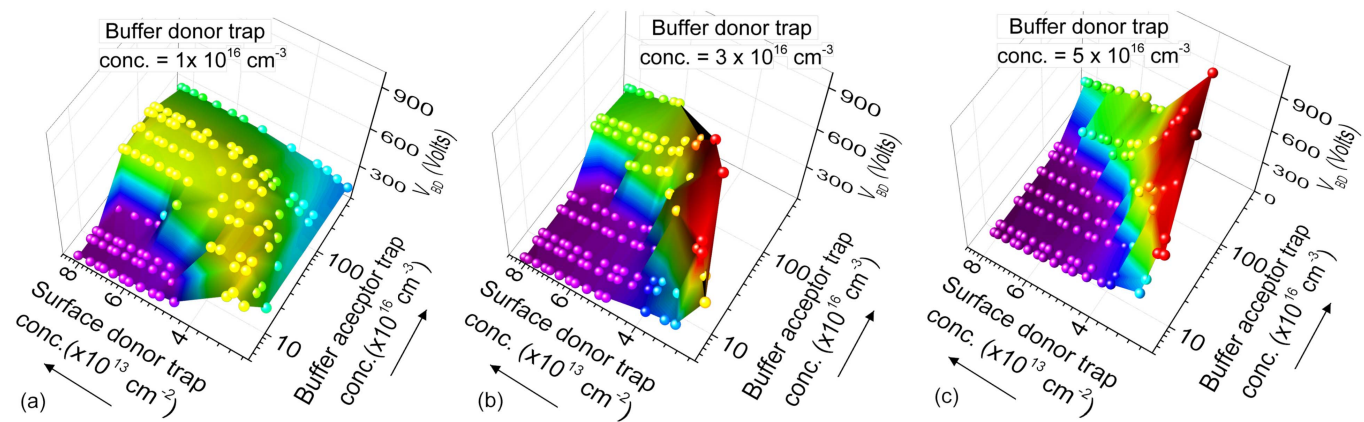 Buffer donor trap
conc. = 1x 10^16 cm^-3
900
600
300
V_BD (Volts)
100
10
8
6
4
Surface donor trap
conc.(x10^13 cm^-2)
Buffer aceptor trap
conc.(x10^16 cm^-3)
(a)
Buffer donor trap
conc. = 3 x 10^16 cm^-3
900
600
300
V_BD (Volts)
100
10
8
6
4
Surface donor trap
conc. (x10^13 cm^-2)
Buffer acceptor trap
conc. (x10^16 cm^-3)
(b)
Buffer donor trap
conc. = 5 x 10^16 cm^-3
900
600
300
0
V_BD (Volts)
100
10
8
6
4
Surface donor trap
conc. (x10^13 cm^-2)
Buffer acceptor trap
conc. (x10^16 cm^-3)
(c)